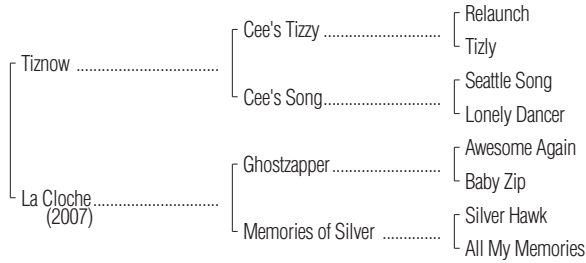 Relaunch
Cee's Tizzy
Tizly
Tiznow
Seattle Song
Cee's Song
Lonely Dancer
Awesome Again
Ghostzapper
Baby Zip
La Cloche
(2007)
Silver Hawk
Memories of Silver
All My Memories